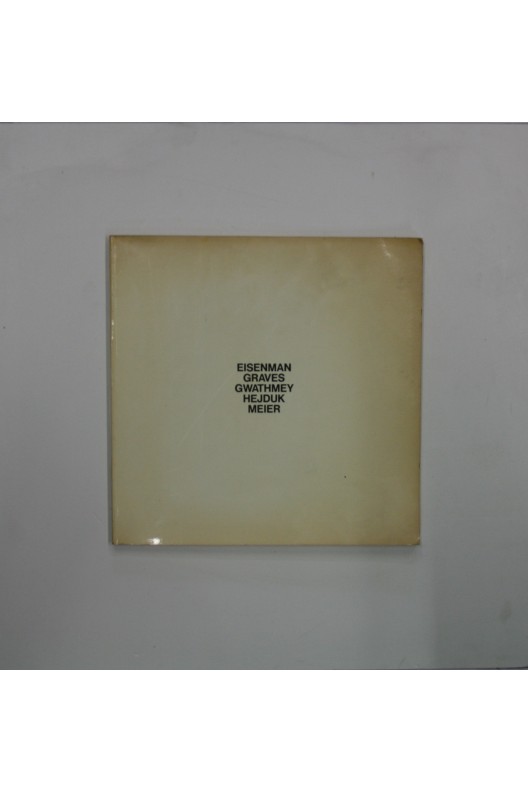 EISENMAN
GRAVES
GWATHMEY
HEJDUK
MEIER